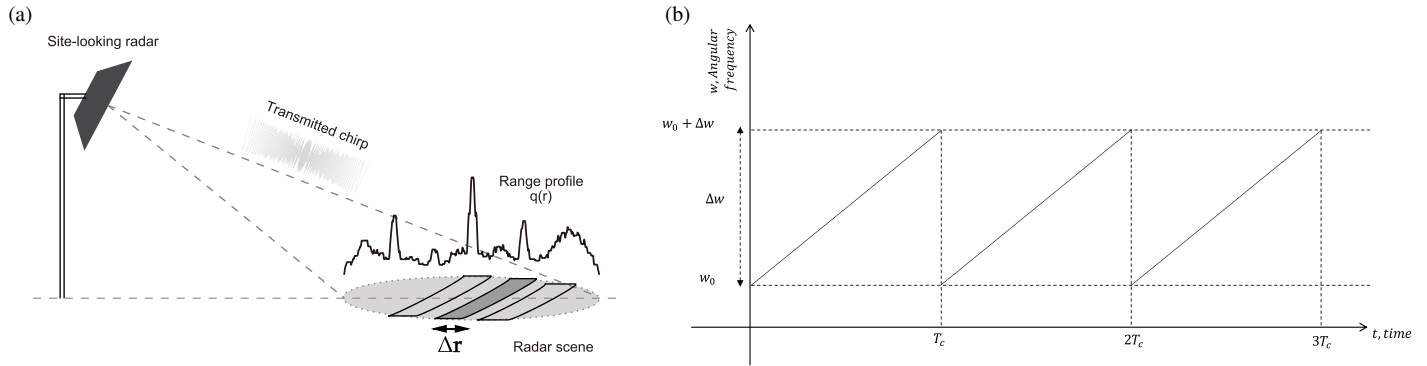 (a)
Site-looking radar
Transmitted chirp
Range profile
q(r)
Δr
Radar scene
(b)
w, Angular
frequency
w₀ + Δw
Δw
w₀
T_c
2T_c
3T_c
t, time